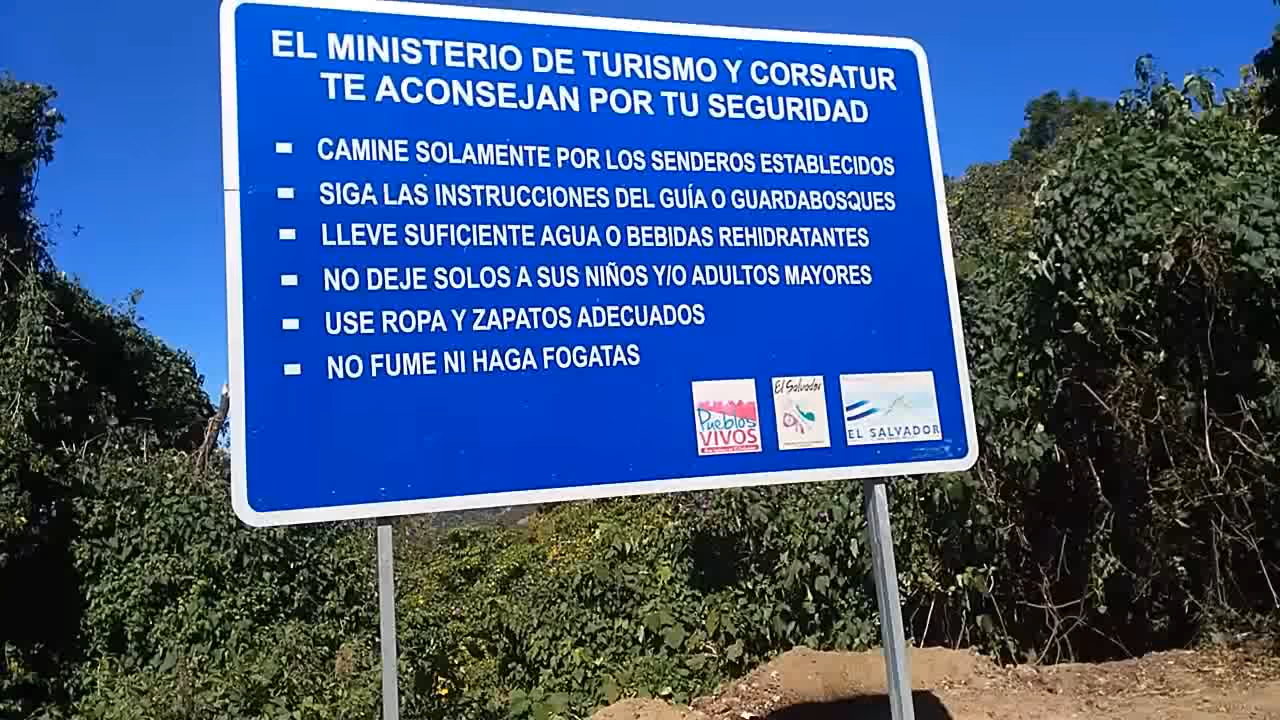 EL MINISTERIO DE TURISMO Y CORSATUR
TE ACONSEJAN POR TU SEGURIDAD
CAMINE SOLAMENTE POR LOS SENDEROS ESTABLECIDOS
SIGA LAS INSTRUCCIONES DEL GUÍA O GUARDABOSQUES
LLEVE SUFICIENTE AGUA O BEBIDAS REHIDRATANTES
NO DEJE SOLOS A SUS NIÑOS Y/O ADULTOS MAYORES
USE ROPA Y ZAPATOS ADECUADOS
NO FUME NI HAGA FOGATAS
Pueblos
VIVOS
El Salvador
EL SALVADOR